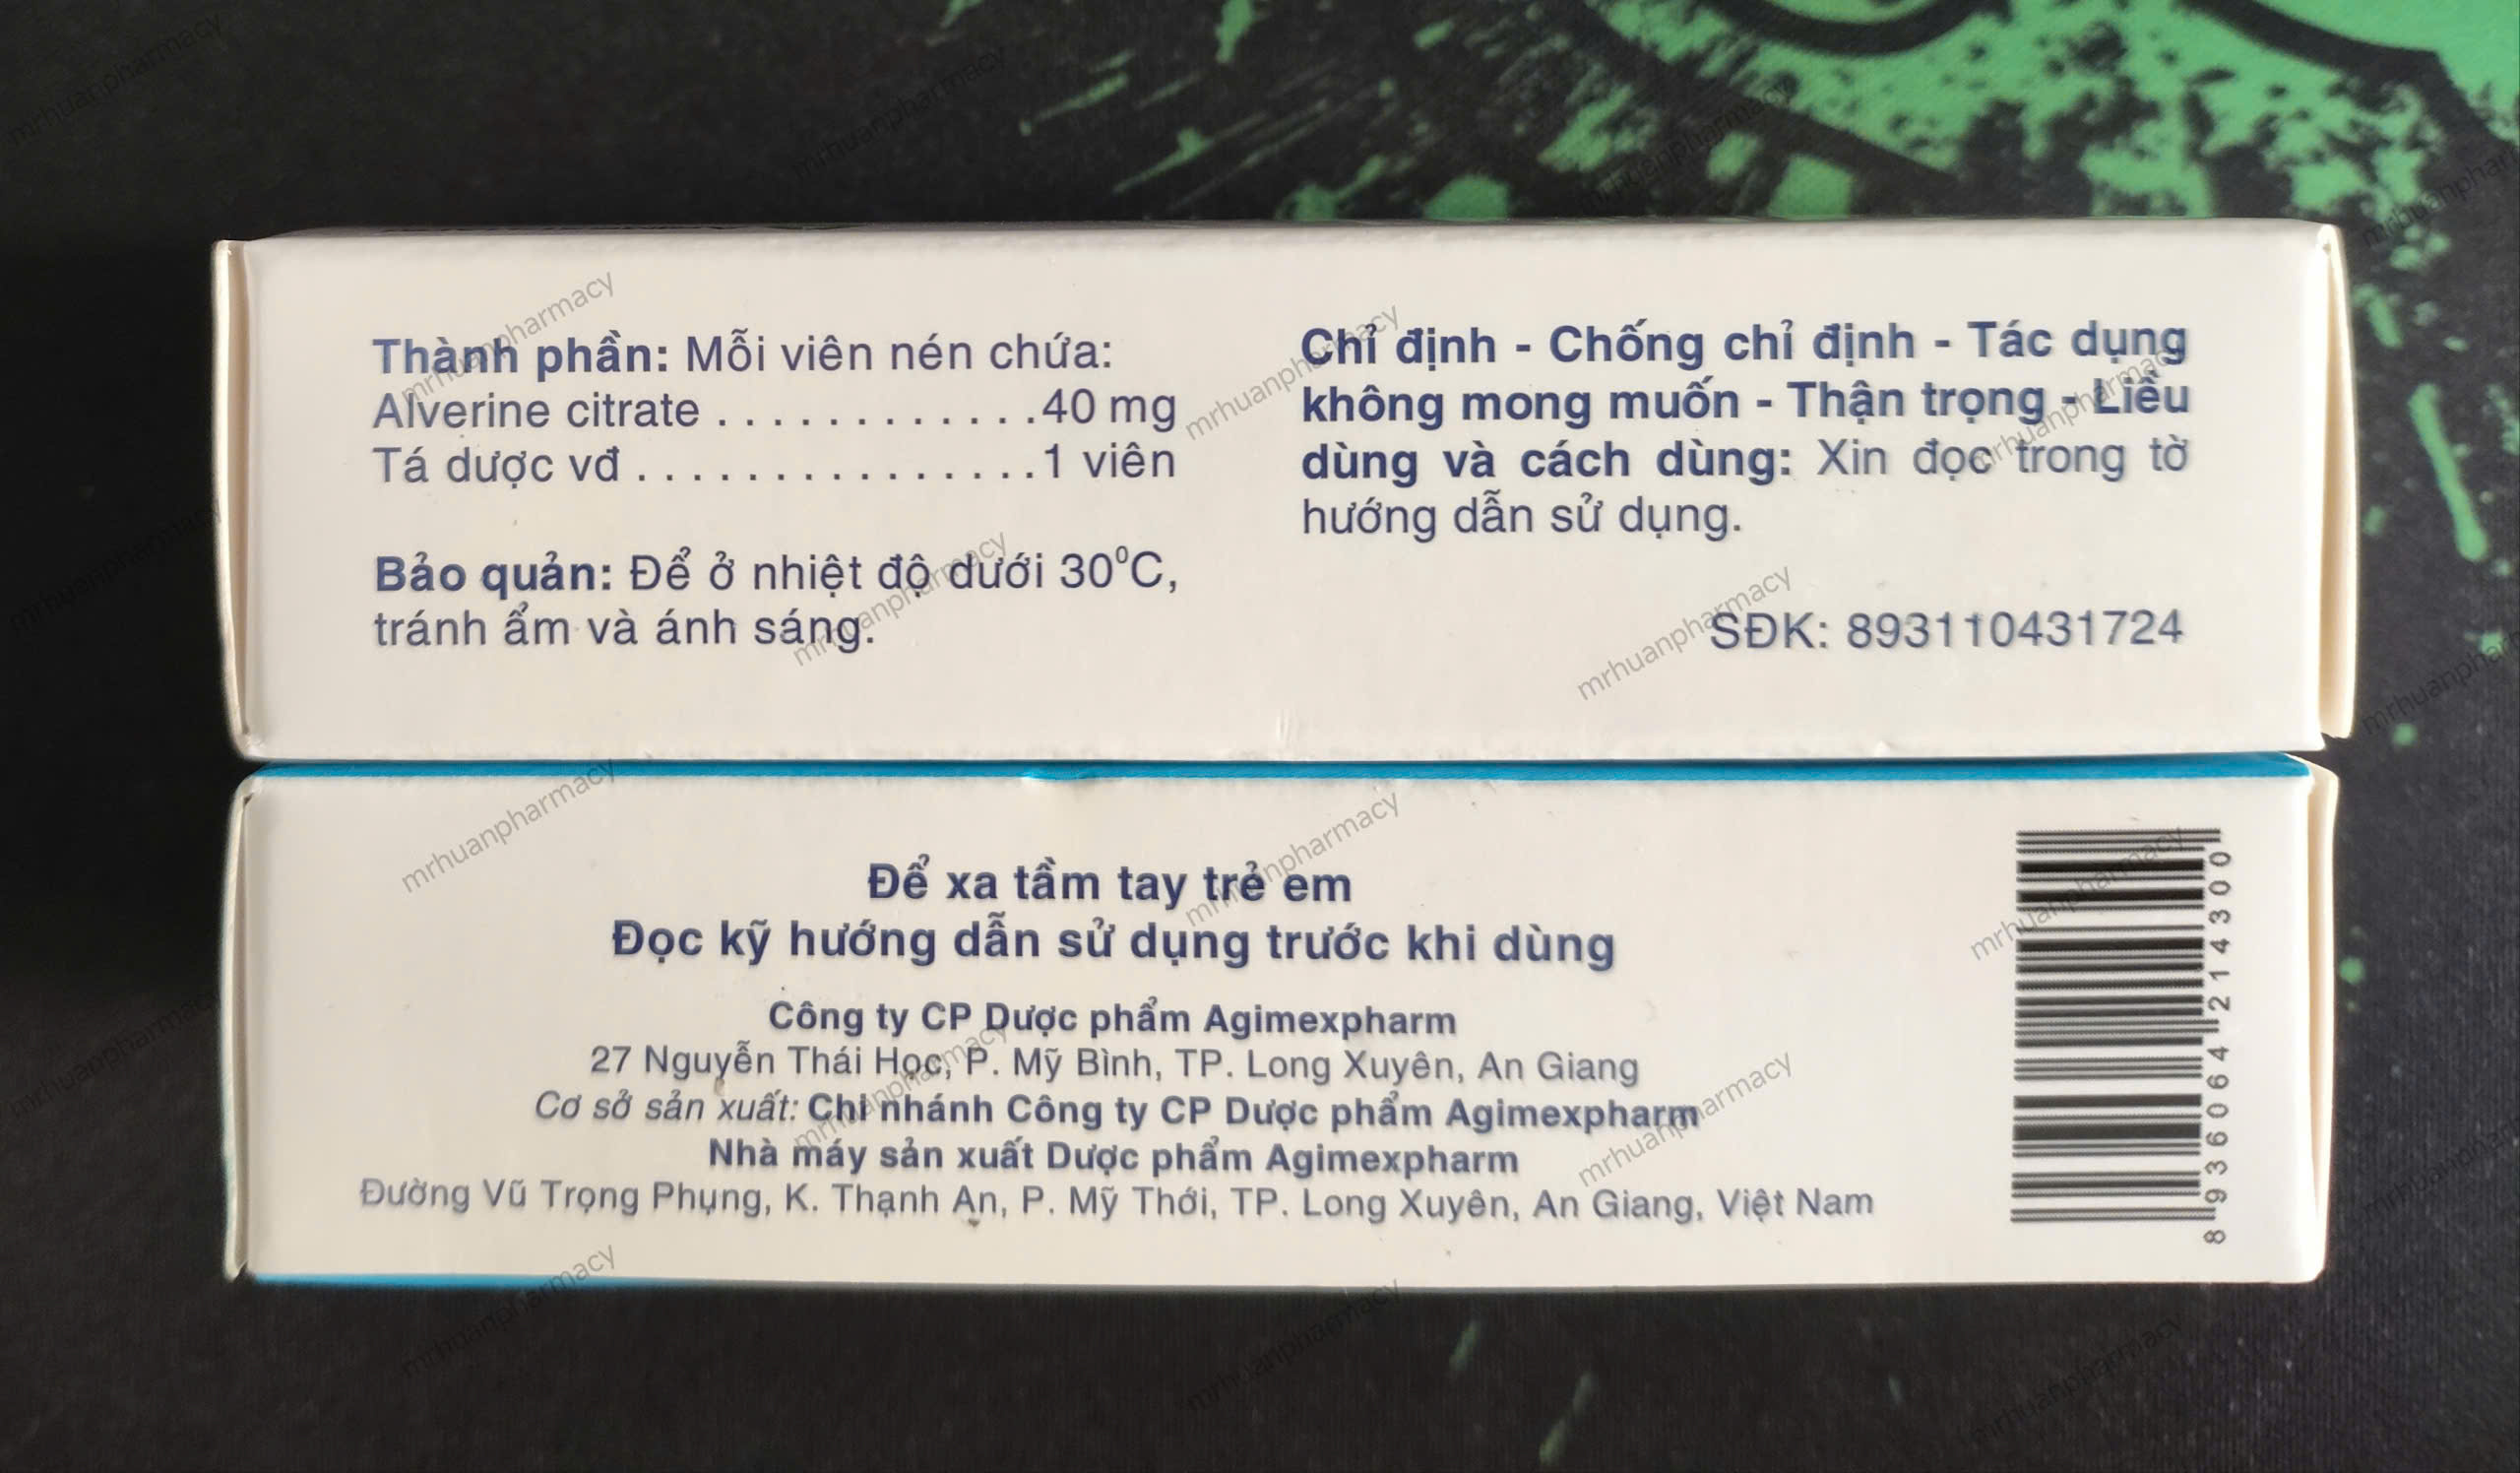 Thành phần: Mỗi viên nén chứa:
Alverine citrate . . . . . . . . . . . . .40 mg
Tá dược vđ . . . . . . . . . . . . . . . .1 viên
Bảo quản: Để ở nhiệt độ dưới 30⁰C,
tránh ẩm và ánh sáng.
Chỉ định - Chống chỉ định - Tác dụng
không mong muốn - Thận trọng - Liều
dùng và cách dùng: Xin đọc trong tờ
hướng dẫn sử dụng.
SĐK: 893110431724
Để xa tầm tay trẻ em
Đọc kỹ hướng dẫn sử dụng trước khi dùng
Công ty CP Dược phẩm Agimexpharm
27 Nguyễn Thái Học, P. Mỹ Bình, TP. Long Xuyên, An Giang
Cơ sở sản xuất: Chi nhánh Công ty CP Dược phẩm Agimexpharm
Nhà máy sản xuất Dược phẩm Agimexpharm
Đường Vũ Trọng Phụng, K. Thạnh An, P. Mỹ Thới, TP. Long Xuyên, An Giang, Việt Nam
8 936064 214300
mrhuanpharmacy